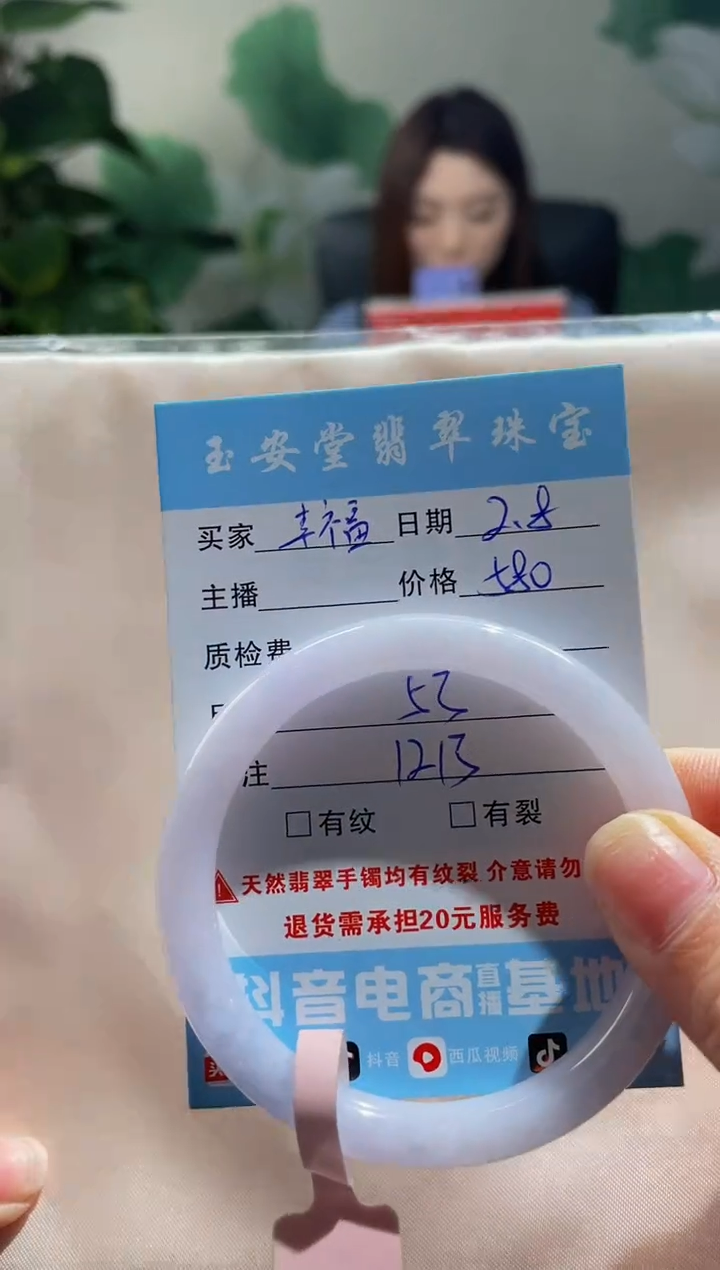 玉安堂翡翠珠宝
买家 幸福 日期 2.8
主播 价格 580
质检费
53
注 1213
□有纹 □有裂
天然翡翠手镯均有纹裂 介意请勿
退货需承担20元服务费
抖音电商直播基地
抖音 西瓜视频